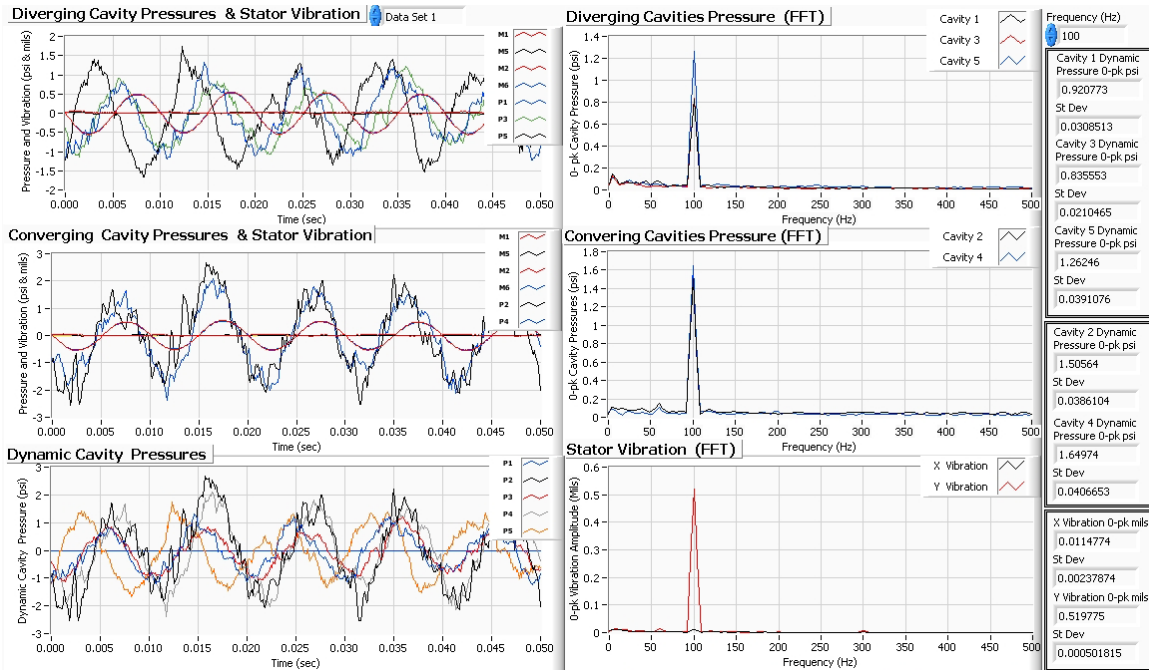 Diverging Cavity Pressures & Stator Vibration
Data Set 1
Pressure and Vibration (psi & mils)
2
1.5
1
0.5
0
-0.5
-1
-1.5
-2
0.000 0.005 0.010 0.015 0.020 0.025 0.030 0.035 0.040 0.045 0.050
Time (sec)
M1
M5
M2
M6
P1
P3
P5
Diverging Cavities Pressure (FFT)
0- pk Cavity Pressure (psi)
1.4
1.2
1
0.8
0.6
0.4
0.2
0
0 50 100 150 200 250 300 350 400 450 500
Frequency (Hz)
Cavity 1
Cavity 3
Cavity 5
Converging Cavity Pressures & Stator Vibration
Pressure and Vibration (psi & mils)
3
2
1
0
-1
-2
-3
0.000 0.005 0.010 0.015 0.020 0.025 0.030 0.035 0.040 0.045 0.050
Time (sec)
M1
M5
M2
M6
P2
P4
Convering Cavities Pressure (FFT)
0-pk Cavity Pressures (psi)
1.8
1.6
1.4
1.2
1
0.8
0.6
0.4
0.2
0
0 50 100 150 200 250 300 350 400 450 500
Frequency (Hz)
Cavity 2
Cavity 4
Dynamic Cavity Pressures
Dynamic Cavity Pressure (psi)
3
2
1
0
-1
-2
-3
0.000 0.005 0.010 0.015 0.020 0.025 0.030 0.035 0.040 0.045 0.050
Time (sec)
P1
P2
P3
P4
P5
Stator Vibration (FFT)
0-pk Vibration Amplitude (Mils)
0.6
0.5
0.4
0.3
0.2
0.1
0
0 50 100 150 200 250 300 350 400 450 500
Frequency (Hz)
X Vibration
Y Vibration
Frequency (Hz)
100
Cavity 1 Dynamic
Pressure 0-pk psi
0.920773
St Dev
0.0308513
Cavity 3 Dynamic
Pressure 0-pk psi
0.835553
St Dev
0.0210465
Cavity 5 Dynamic
Pressure 0-pk psi
1.26246
St Dev
0.0391076
Cavity 2 Dynamic
Pressure 0-pk psi
1.50564
St Dev
0.0386104
Cavity 4 Dynamic
Pressure 0-pk psi
1.64974
St Dev
0.0406653
X Vibration 0-pk mils
0.0114774
St Dev
0.00237874
Y Vibration 0-pk mils
0.519775
St Dev
0.000501815